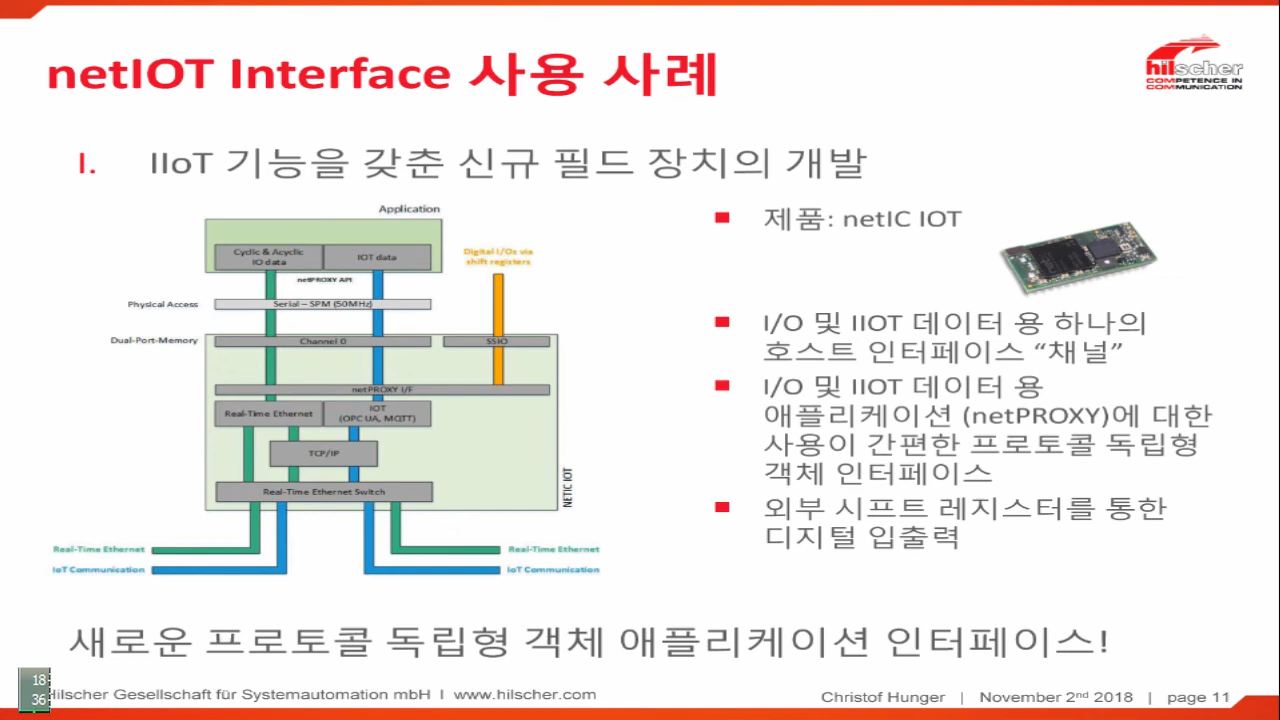 netIOT Interface 사용 사례
hilscher
COMPETENCE IN
COMMUNICATION
I. IIoT 기능을 갖춘 신규 필드 장치의 개발
Application
Cyclic & Acyclic
IO data
IOT data
Digital I/Os via
shift registers
netPROXY API
Physical Access
Serial – SPM (50MHz)
Dual-Port-Memory
Channel 0
SSIO
netPROXY I/F
Real-Time Ethernet
IOT
(OPC UA, MQTT)
TCP/IP
Real-Time Ethernet Switch
NETIC IOT
Real-Time Ethernet
Real-Time Ethernet
IoT Communication
IoT Communication
제품: netIC IOT
I/O 및 IIOT 데이터 용 하나의
호스트 인터페이스 “채널”
I/O 및 IIOT 데이터 용
애플리케이션 (netPROXY)에 대한
사용이 간편한 프로토콜 독립형
객체 인터페이스
외부 시프트 레지스터를 통한
디지털 입출력
새로운 프로토콜 독립형 객체 애플리케이션 인터페이스!
18
36
Hilscher Gesellschaft für Systemautomation mbH | www.hilscher.com
Christof Hunger | November 2nd 2018 | page 11